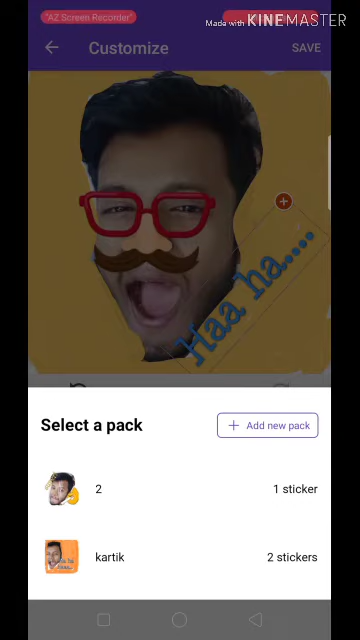 "AZ Screen Recorder"
Made with KINEMASTER
Customize
SAVE
Haa ha....
Select a pack
Add new pack
2
1 sticker
kartik
2 stickers